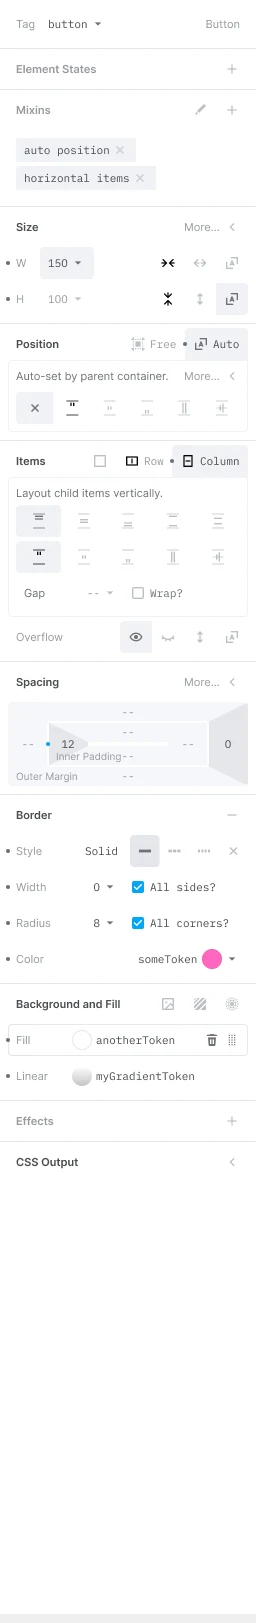 Tag button Button
Element States
Mixins
auto position
horizontal items
Size More...
W 150
H 100
Position Free Auto
Auto-set by parent container. More...
Items Row Column
Layout child items vertically.
Gap -- Wrap?
Overflow
Spacing More...
--
--
-- 12 -- 0
Inner Padding --
Outer Margin --
Border
Style Solid
Width 0 All sides?
Radius 8 All corners?
Color someToken
Background and Fill
Fill anotherToken
Linear myGradientToken
Effects
CSS Output